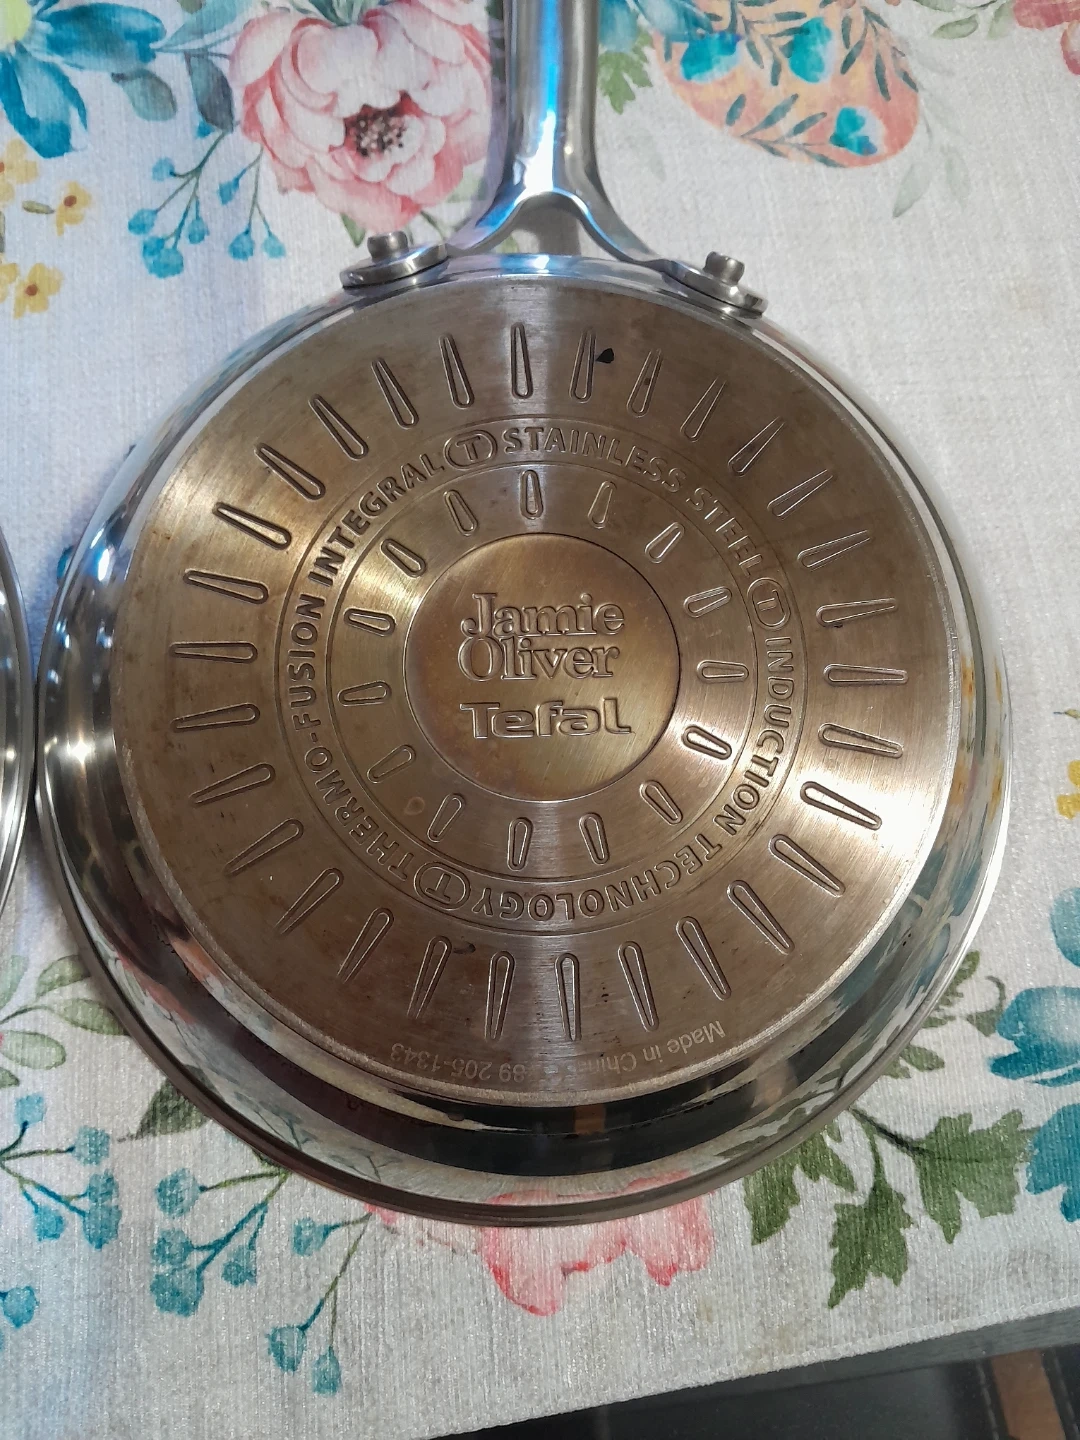 Jamie
Oliver
Tefal
T STAINLESS STEEL T INDUCTION TECHNOLOGY T THERMO-FUSION INTEGRAL
Made in China 89 205-1343